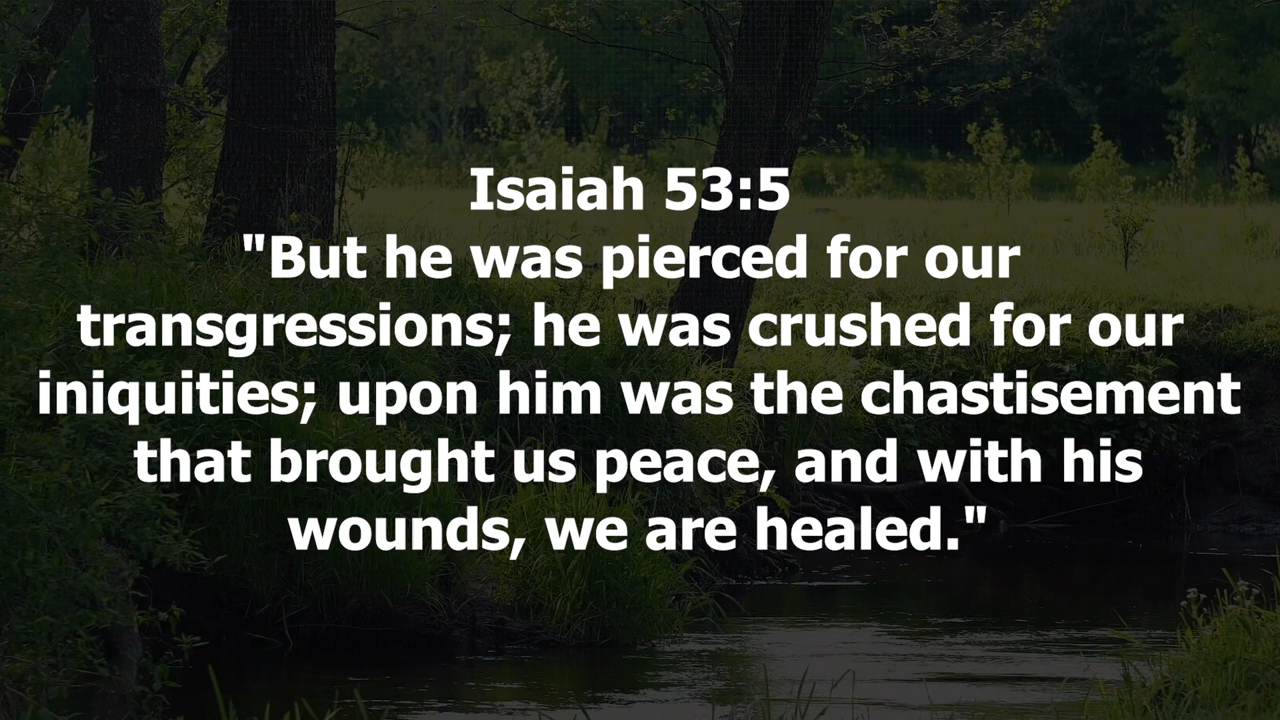 Isaiah 53:5
"But he was pierced for our
transgressions; he was crushed for our
iniquities; upon him was the chastisement
that brought us peace, and with his
wounds, we are healed."